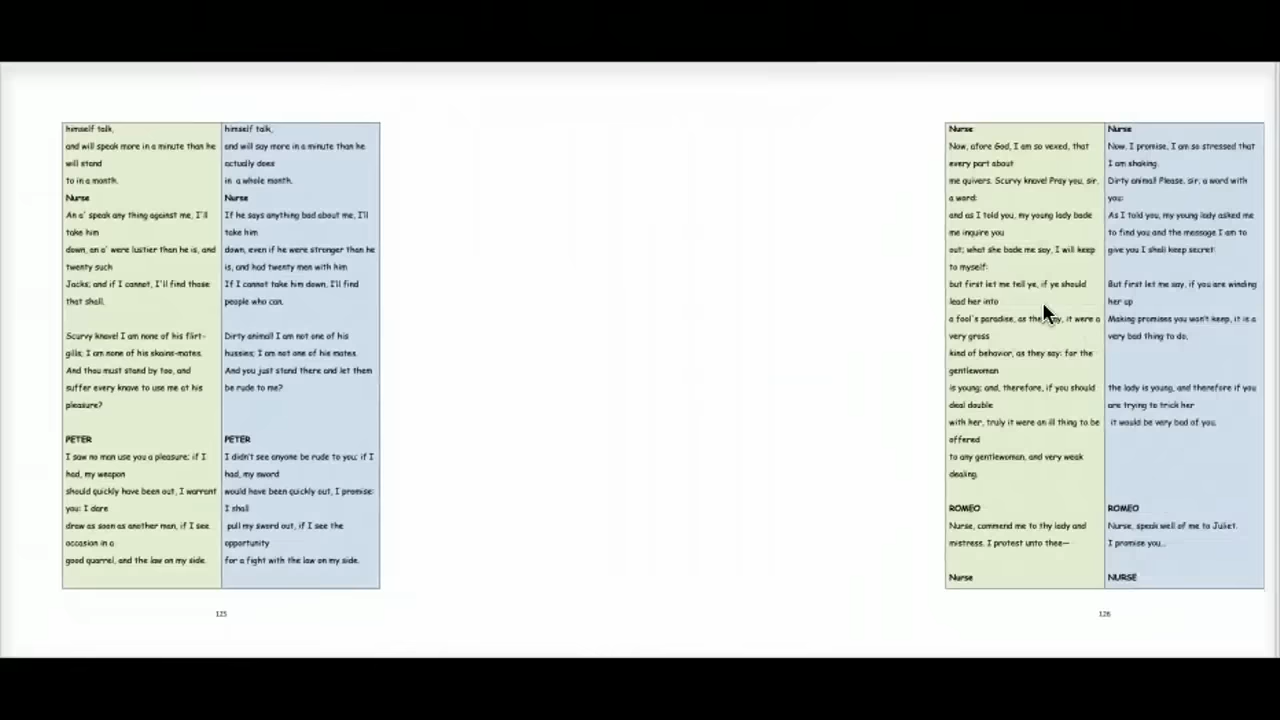 himself talk,
and will speak more in a minute than he
will stand
to in a month.
Nurse
An a' speak any thing against me, I'll
take him
down, an a' were lustier than he is, and
twenty such
Jacks; and if I cannot, I'll find those
that shall.
Scurvy knave! I am none of his flirt-
gills; I am none of his skains-mates.
And thou must stand by too, and
suffer every knave to use me at his
pleasure?
PETER
I saw no man use you a pleasure; if I
had, my weapon
should quickly have been out, I warrant
you: I dare
draw as soon as another man, if I see
occasion in a
good quarrel, and the law on my side.
himself talk,
and will say more in a minute than he
actually does
in a whole month.
Nurse
If he says anything bad about me, I'll
take him
down, even if he were stronger than he
is, and had twenty men with him
If I cannot take him down, I'll find
people who can.
Dirty animal! I am not one of his
hussies; I am not one of his mates.
And you just stand there and let them
be rude to me?
PETER
I didn't see anyone be rude to you; if I
had, my sword
would have been quickly out, I promise:
I shall
pull my sword out, if I see the
opportunity
for a fight with the law on my side.
125
Nurse
Now, afore God, I am so vexed, that
every part about
me quivers. Scurvy knave! Pray you, sir,
a word:
and as I told you, my young lady bade
me inquire you
out; what she bade me say, I will keep
to myself:
but first let me tell ye, if ye should
lead her into
a fool's paradise, as they say, it were a
very gross
kind of behavior, as they say: for the
gentlewoman
is young; and, therefore, if you should
deal double
with her, truly it were an ill thing to be
offered
to any gentlewoman, and very weak
dealing.
ROMEO
Nurse, commend me to thy lady and
mistress. I protest unto thee—
Nurse
Nurse
Now, I promise, I am so stressed that
I am shaking.
Dirty animal! Please, sir, a word with
you:
As I told you, my young lady asked me
to find you and the message I am to
give you I shall keep secret:
But first let me say, if you are winding
her up
Making promises you won't keep, it is a
very bad thing to do,
the lady is young, and therefore if you
are trying to trick her
it would be very bad of you.
ROMEO
Nurse, speak well of me to Juliet.
I promise you...
NURSE
126